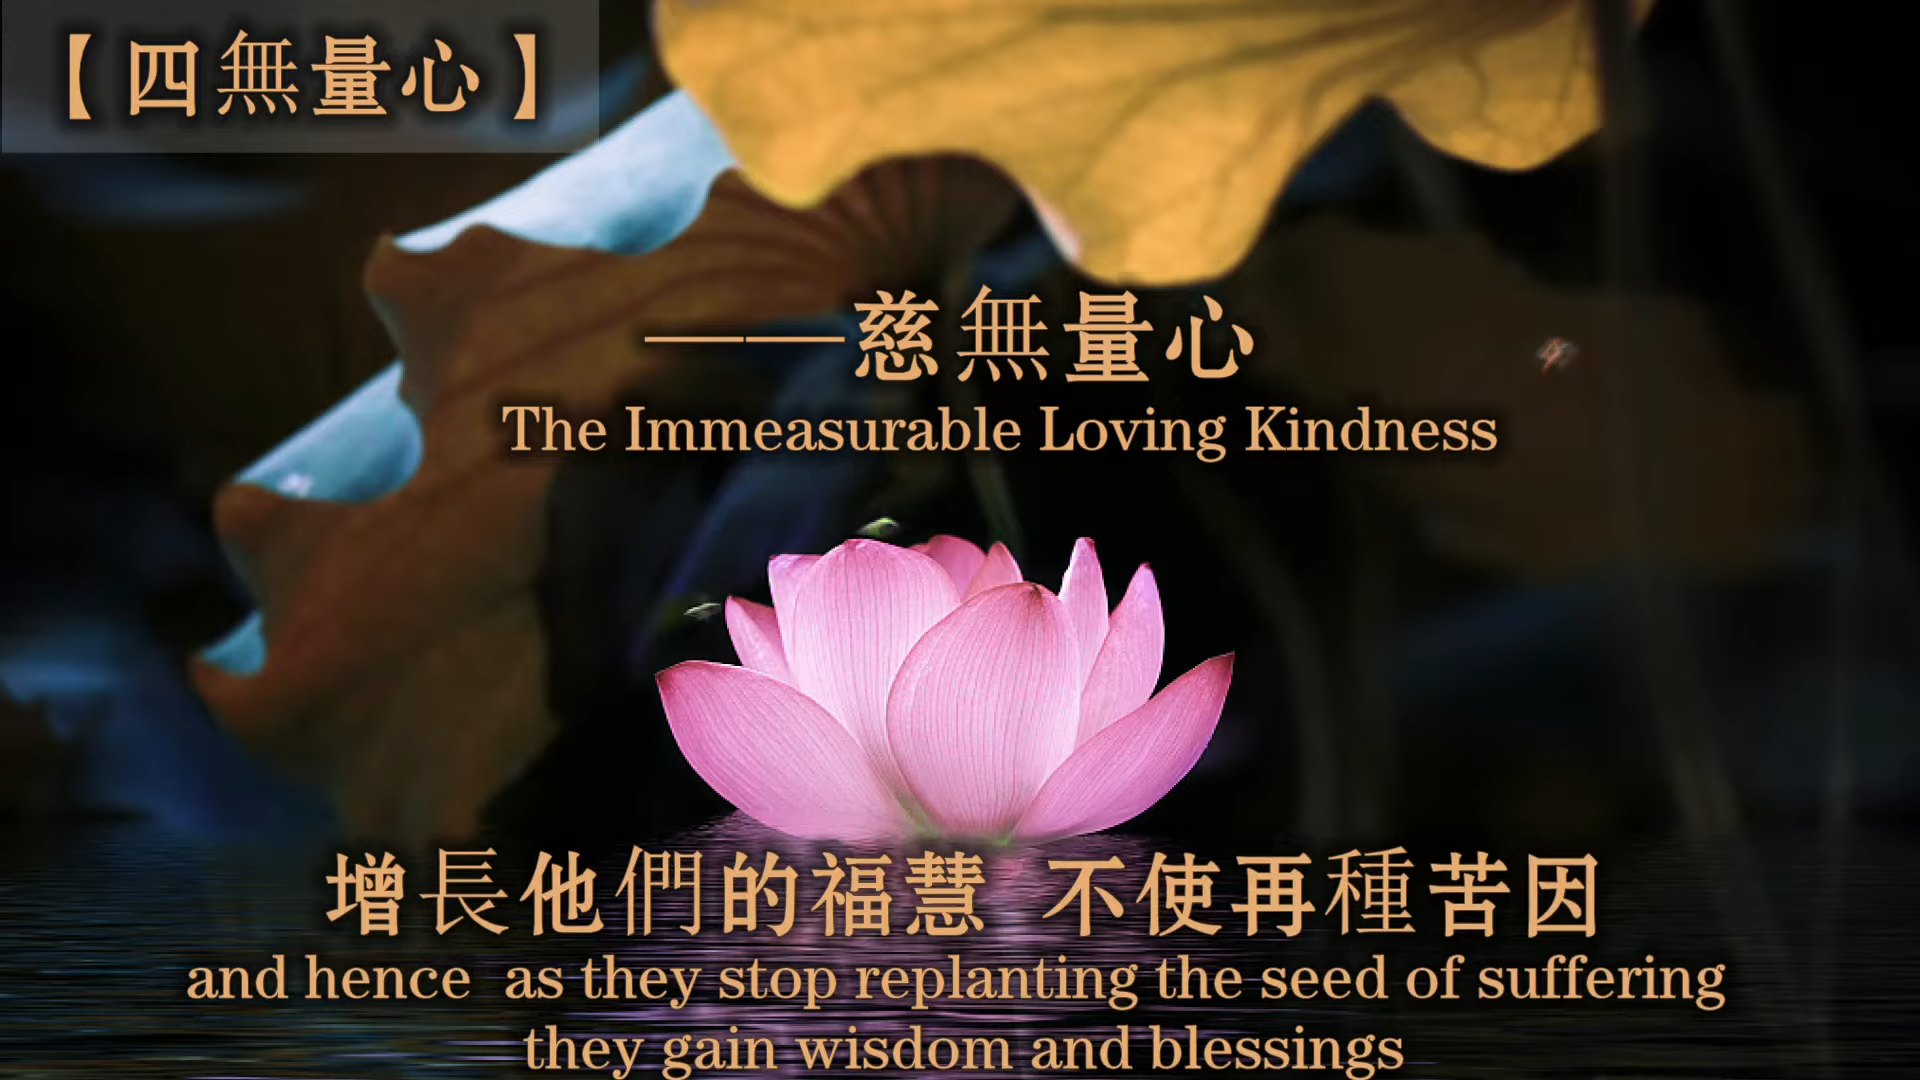 【四無量心】
——慈無量心
The Immeasurable Loving Kindness
增長他們的福慧 不使再種苦因
and hence as they stop replanting the seed of suffering
they gain wisdom and blessings